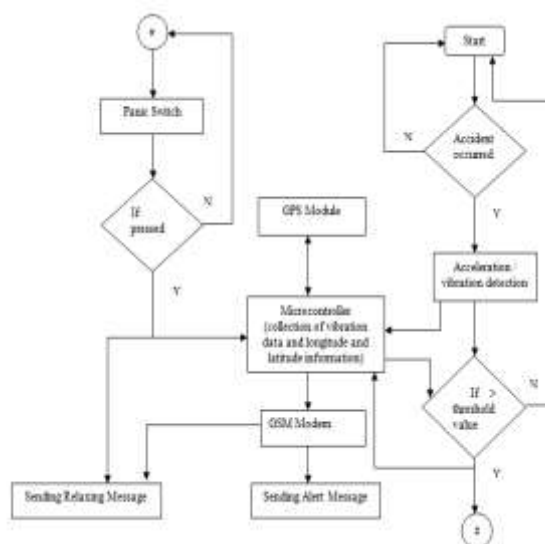 Start
Panic Switch
N
Accident
occurred
If
pressed
N
GPS Module
Y
Y
Acceleration /
vibration detection
Microcontroller
(collection of vibration
data and longitude and
latitude information)
If >
threshold
value
N
GSM Modem
Y
Sending Relaxing Message
Sending Alert Message